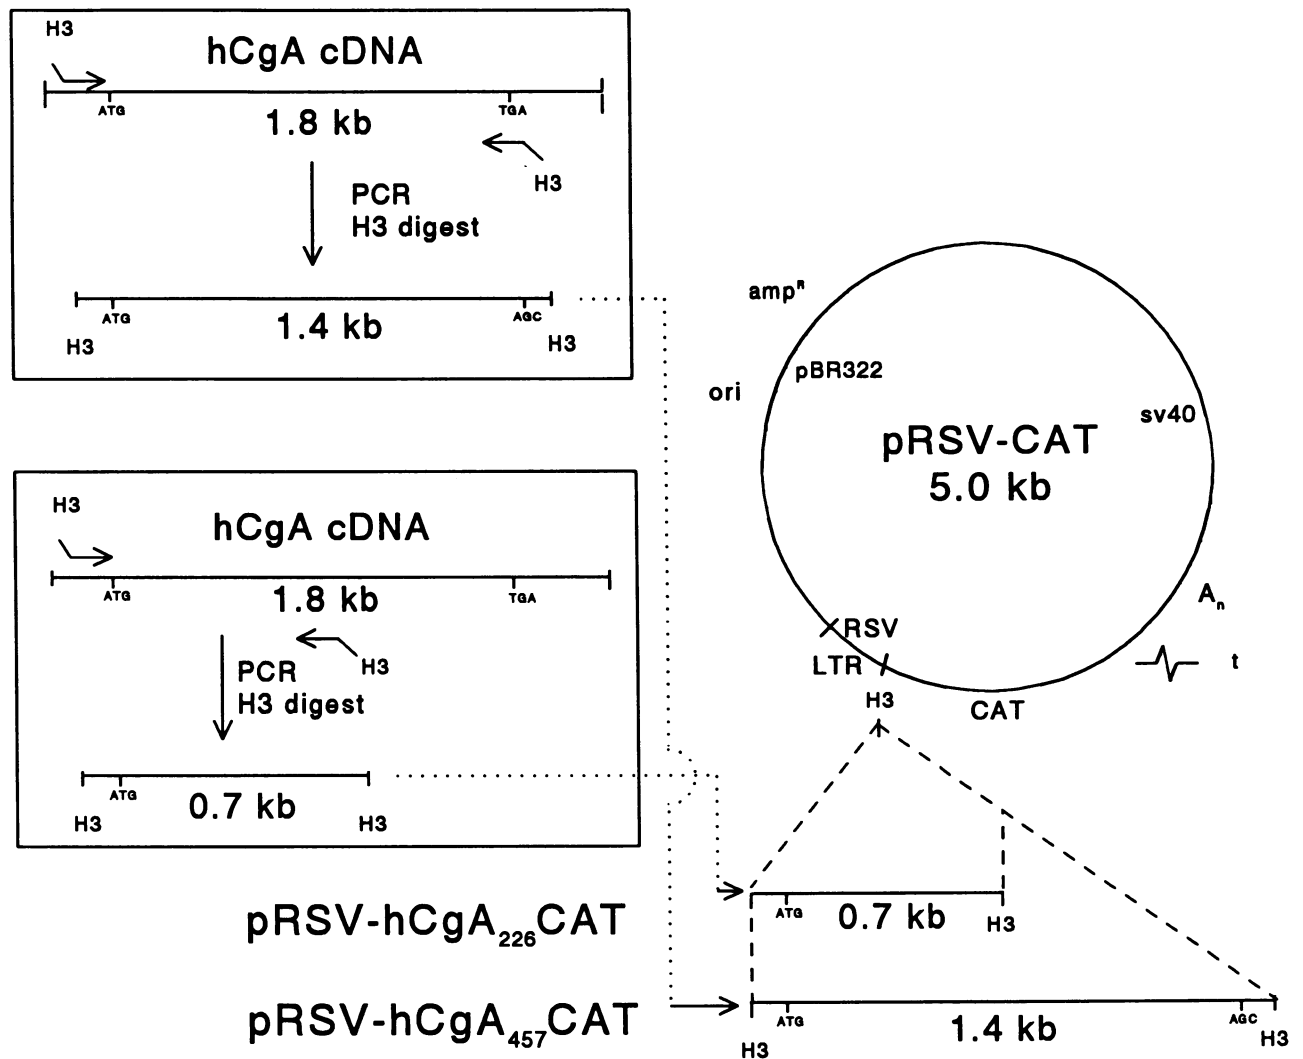 H3
hCgA cDNA
ATG
TGA
1.8 kb
H3
PCR
H3 digest
ATG
AGC
1.4 kb
H3
H3
H3
hCgA cDNA
ATG
TGA
1.8 kb
H3
PCR
H3 digest
ATG
0.7 kb
H3
H3
ampᴿ
pBR322
ori
sv40
pRSV-CAT
5.0 kb
Aₙ
RSV
LTR
t
H3
CAT
pRSV-hCgA₂₂₆CAT
ATG
0.7 kb
H3
pRSV-hCgA₄₅₇CAT
ATG
AGC
1.4 kb
H3
H3